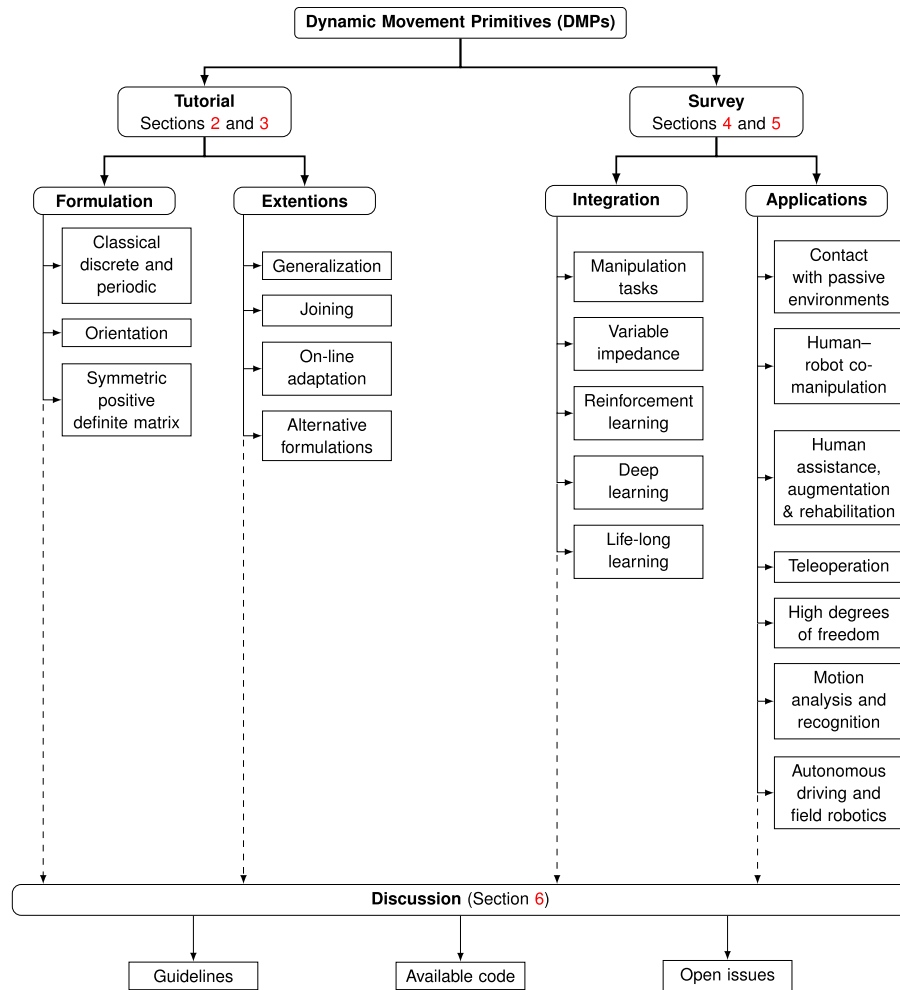 Dynamic Movement Primitives (DMPs)
Tutorial
Sections 2 and 3
Survey
Sections 4 and 5
Formulation
Classical
discrete and
periodic
Orientation
Symmetric
positive
definite matrix
Extentions
Generalization
Joining
On-line
adaptation
Alternative
formulations
Integration
Manipulation
tasks
Variable
impedance
Reinforcement
learning
Deep
learning
Life-long
learning
Applications
Contact
with passive
environments
Human–
robot co-
manipulation
Human
assistance,
augmentation
& rehabilitation
Teleoperation
High degrees
of freedom
Motion
analysis and
recognition
Autonomous
driving and
field robotics
Discussion (Section 6)
Guidelines
Available code
Open issues